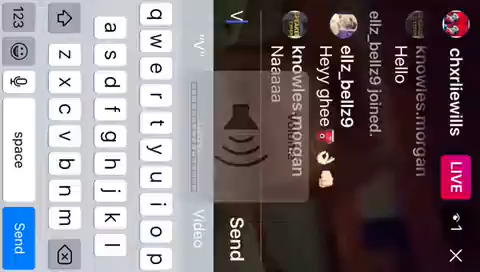 chxrliewills LIVE 1 ×
knowles.morgan
Hello
ellz_bellz9 joined.
ellz_bellz9
Heyy ghee🚨👌🏻👊🏻
knowles.morgan
Naaaaa
V Send
"V" Video
q w e r t y u i o p
a s d f g h j k l
z x c v b n m
123 space Send